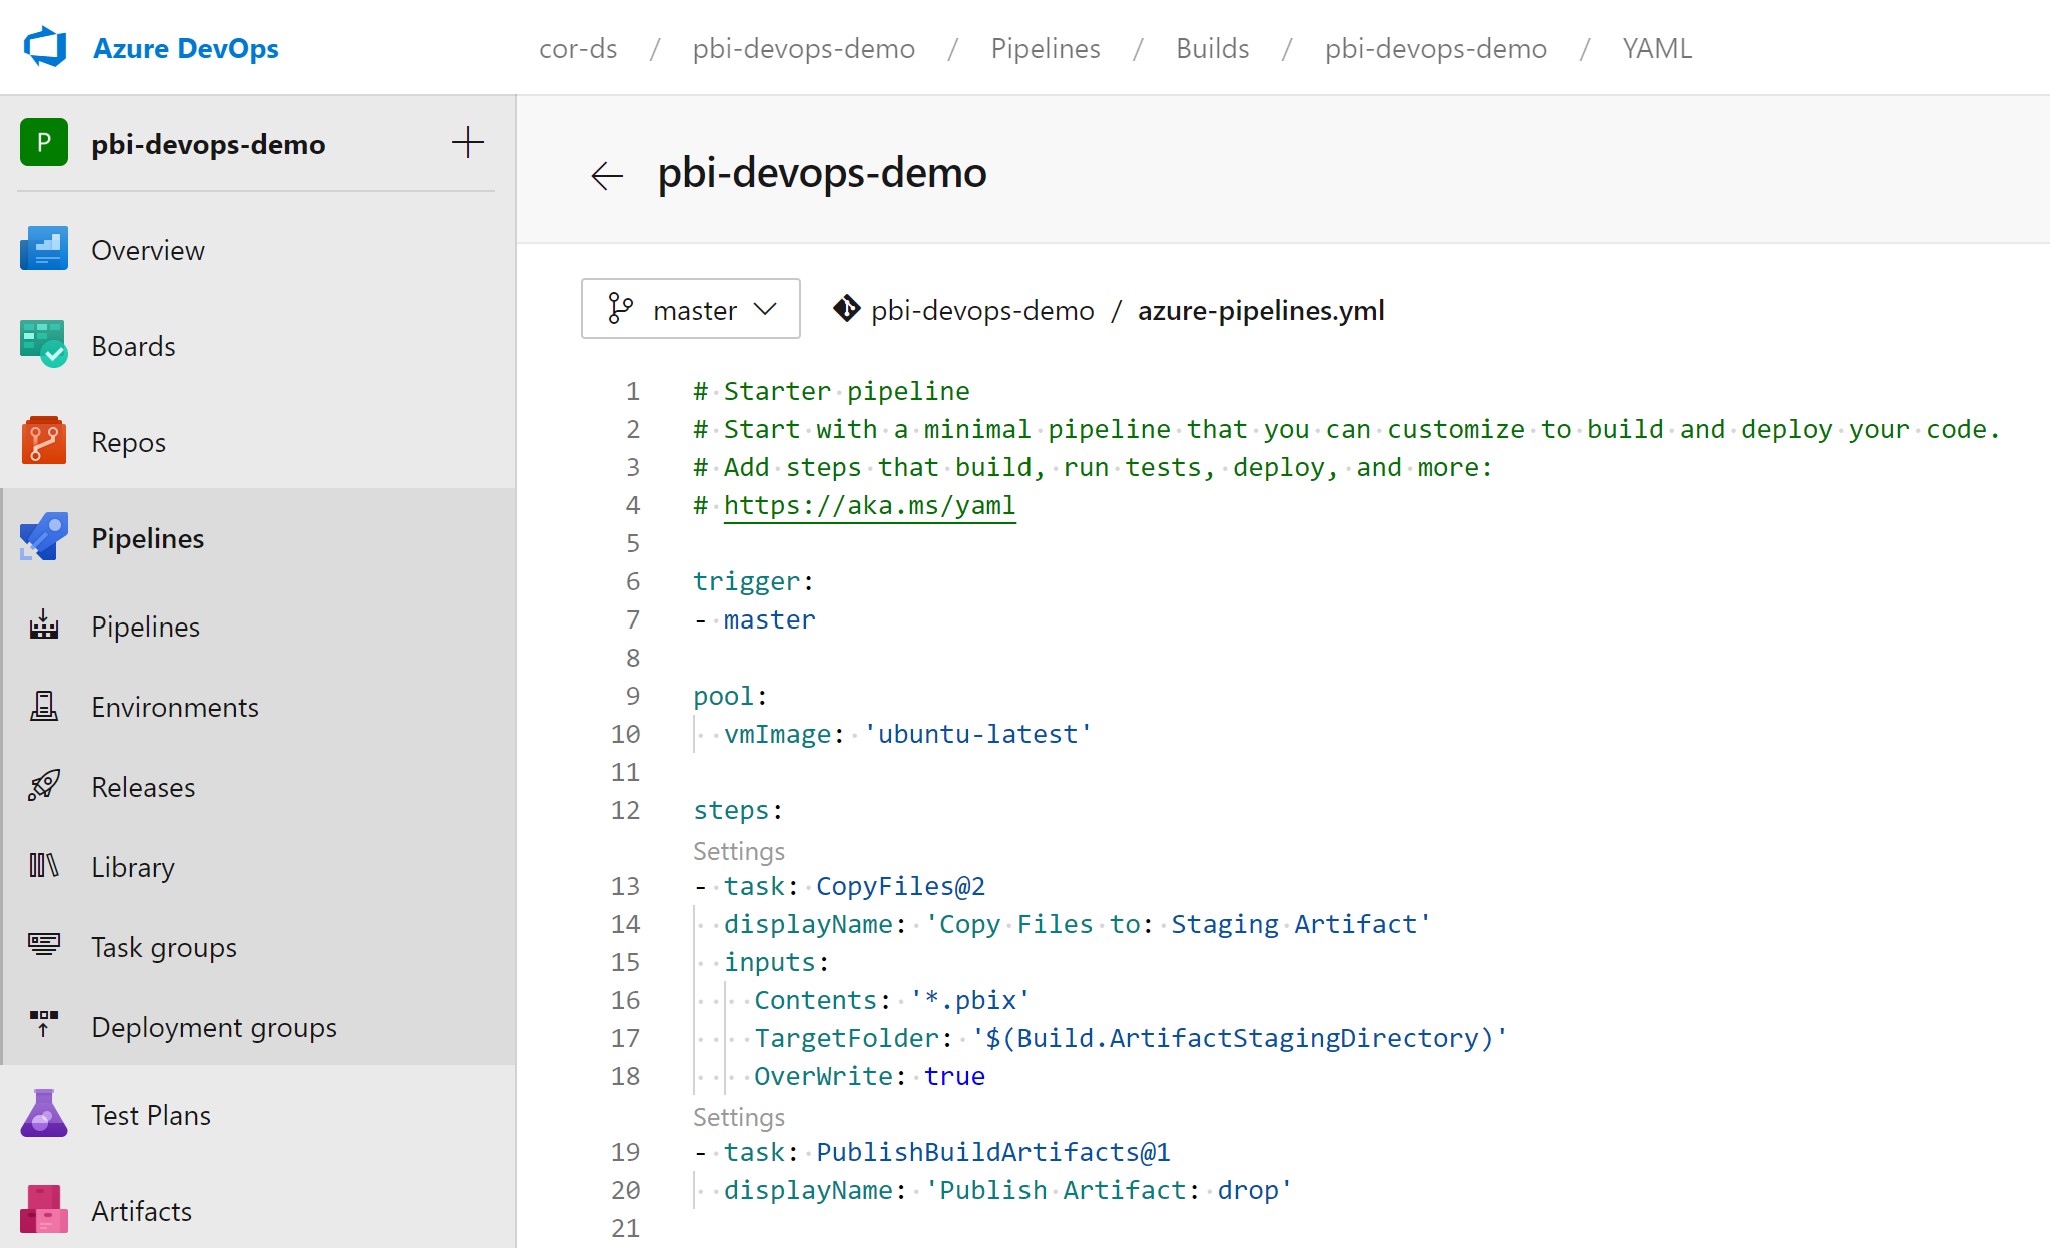 Azure DevOps
cor-ds / pbi-devops-demo / Pipelines / Builds / pbi-devops-demo / YAML
P pbi-devops-demo
Overview
Boards
Repos
Pipelines
Pipelines
Environments
Releases
Library
Task groups
Deployment groups
Test Plans
Artifacts
pbi-devops-demo
master pbi-devops-demo / azure-pipelines.yml
1 # Starter pipeline
2 # Start with a minimal pipeline that you can customize to build and deploy your code.
3 # Add steps that build, run tests, deploy, and more:
4 # https://aka.ms/yaml
5
6 trigger:
7 - master
8
9 pool:
10   vmImage: 'ubuntu-latest'
11
12 steps:
Settings
13 - task: CopyFiles@2
14   displayName: 'Copy Files to: Staging Artifact'
15   inputs:
16     Contents: '*.pbix'
17     TargetFolder: '$(Build.ArtifactStagingDirectory)'
18     OverWrite: true
Settings
19 - task: PublishBuildArtifacts@1
20   displayName: 'Publish Artifact: drop'
21